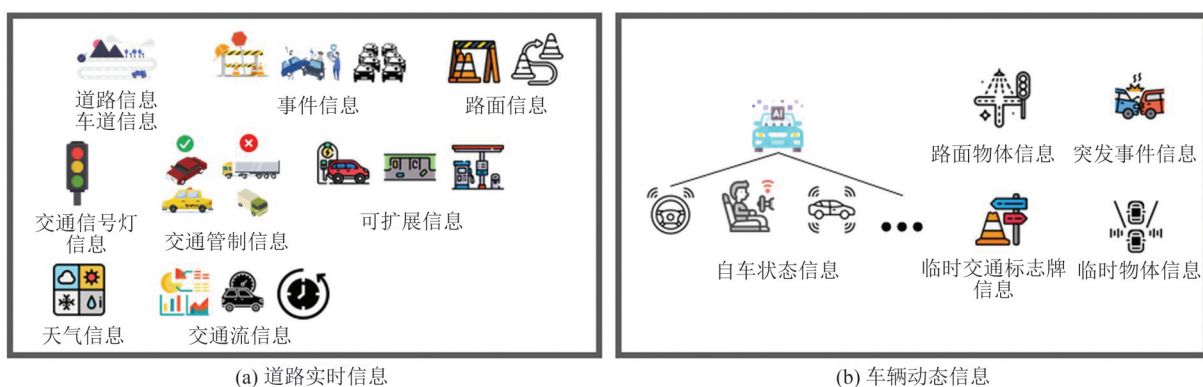 道路信息
车道信息
事件信息
路面信息
交通信号灯
信息
交通管制信息
可扩展信息
天气信息
交通流信息
(a) 道路实时信息
AI
路面物体信息
突发事件信息
自车状态信息
临时交通标志牌
信息
临时物体信息
(b) 车辆动态信息